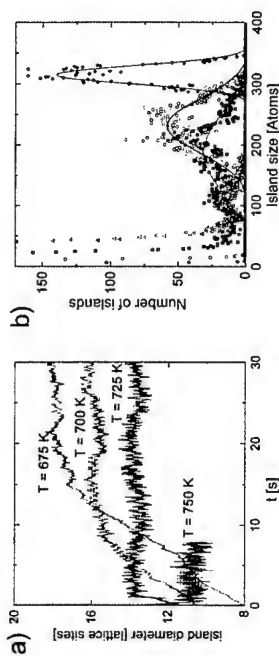 a)
island diameter [lattice sites]
20
16
12
8
T = 675 K
T = 700 K
T = 725 K
T = 750 K
0
10
20
30
t [s]
b)
Number of islands
150
100
50
0
0
100
200
300
400
Island size [Atoms]